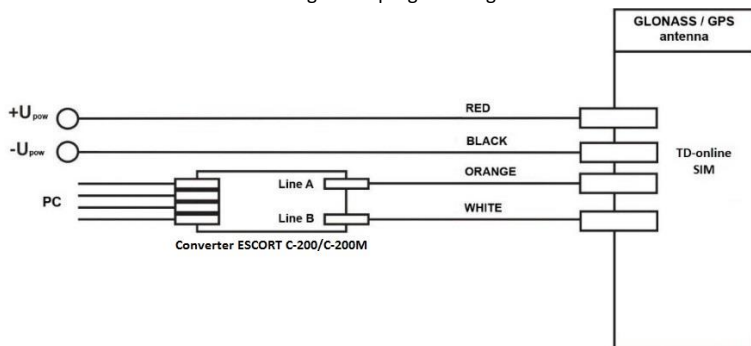 GLONASS / GPS
antenna
+Upow
RED
-Upow
BLACK
TD-online
SIM
ORANGE
Line A
PC
WHITE
Line B
Converter ESCORT C-200/C-200M